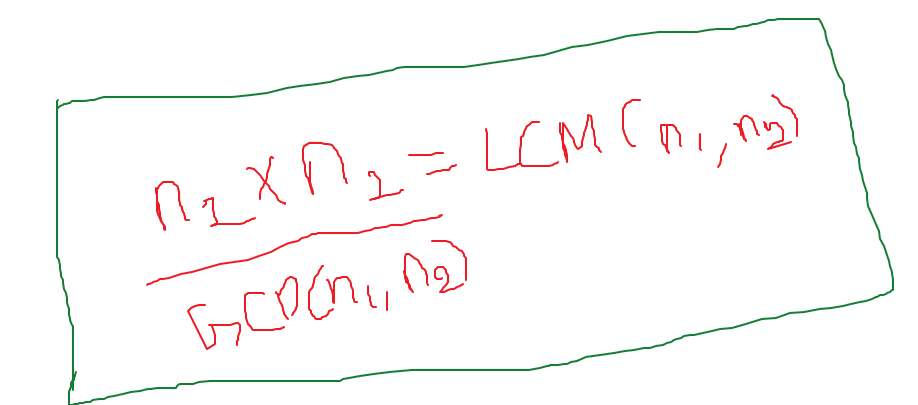 n₁ × n₂ = LCM(n₁, n₂)
GCD(n₁, n₂)